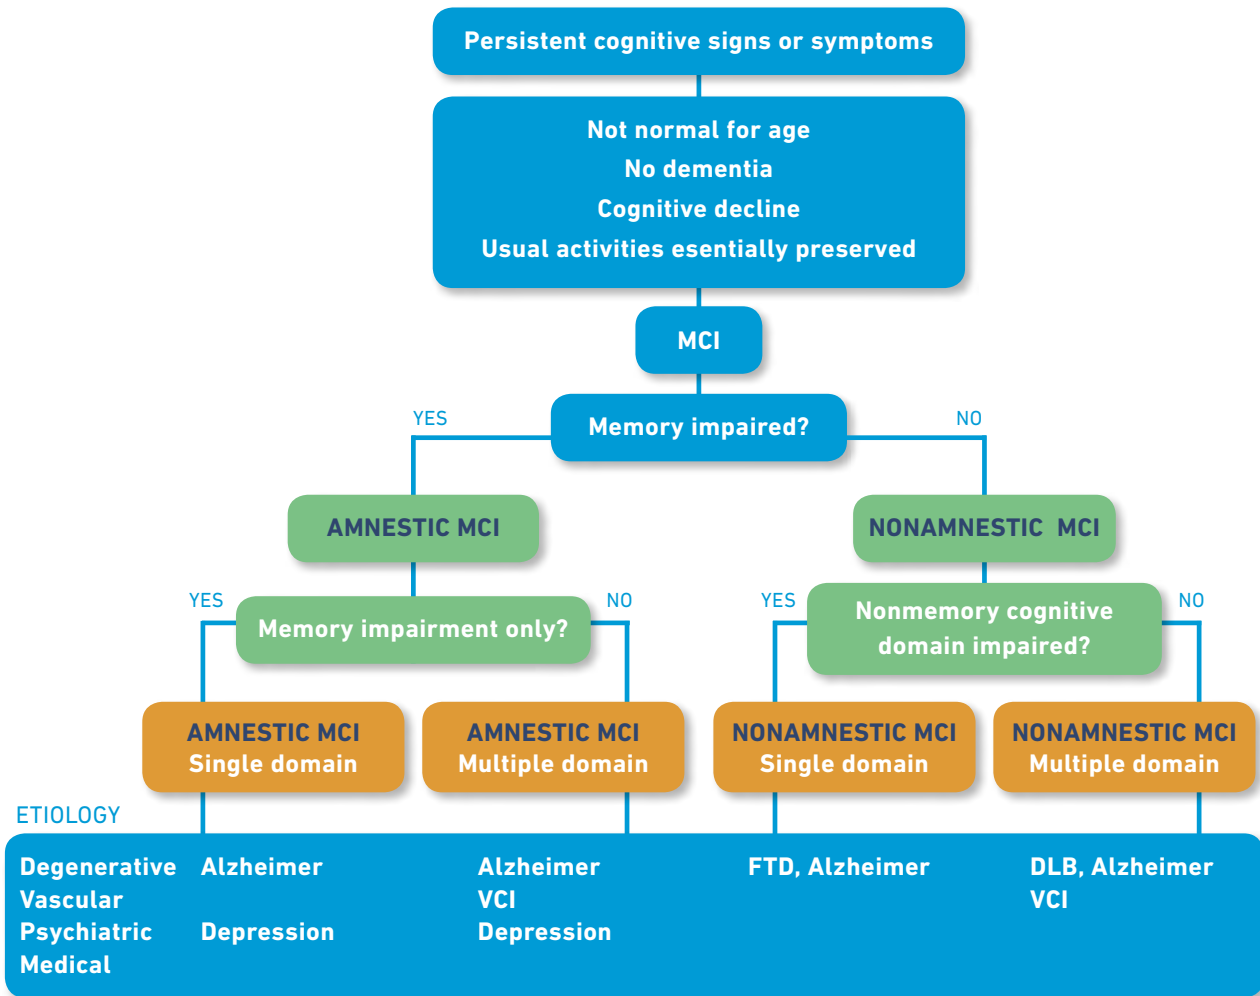 Persistent cognitive signs or symptoms
Not normal for age
No dementia
Cognitive decline
Usual activities esentially preserved
MCI
Memory impaired?
YES
NO
AMNESTIC MCI
NONAMNESTIC MCI
YES
Memory impairment only?
NO
YES
Nonmemory cognitive
domain impaired?
NO
AMNESTIC MCI
Single domain
AMNESTIC MCI
Multiple domain
NONAMNESTIC MCI
Single domain
NONAMNESTIC MCI
Multiple domain
ETIOLOGY
Degenerative Alzheimer Alzheimer FTD, Alzheimer DLB, Alzheimer
Vascular VCI VCI
Psychiatric Depression Depression
Medical